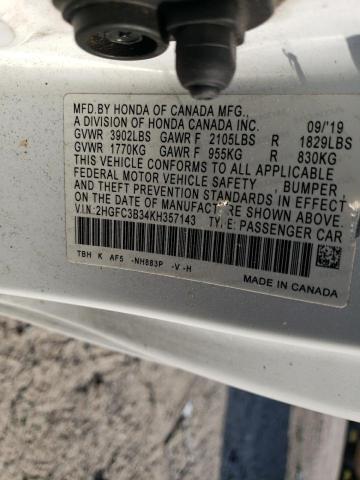 MFD.BY HONDA OF CANADA MFG.,
A DIVISION OF HONDA CANADA INC. 09/'19
GVWR 3902LBS GAWR F 2105LBS R 1829LBS
GVWR 1770KG GAWR F 955KG R 830KG
THIS VEHICLE CONFORMS TO ALL APPLICABLE
FEDERAL MOTOR VEHICLE SAFETY, BUMPER,
AND THEFT PREVENTION STANDARDS IN EFFECT ON
THE DATE OF MANUFACTURE SHOWN ABOVE.
V.I.N:2HGFC3B34KH357143 TYPE: PASSENGER CAR
TBH K AF5 -NH883P -V -H
MADE IN CANADA